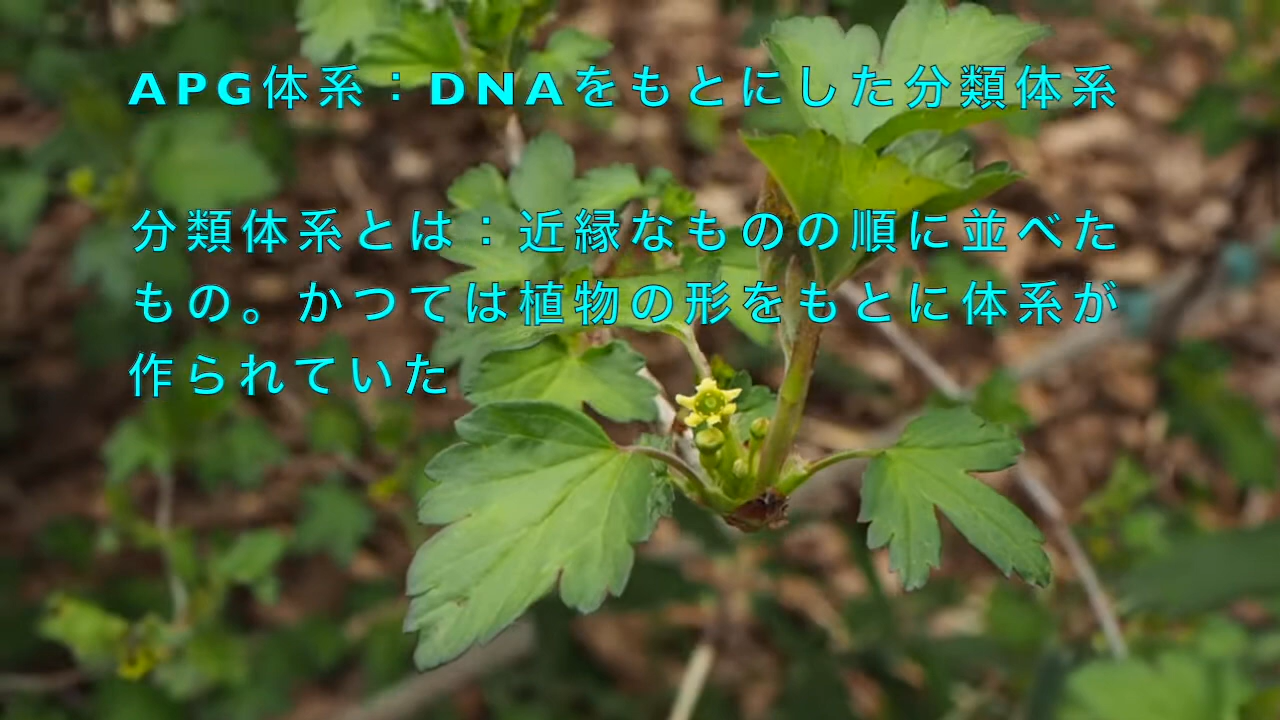 APG体系：DNAをもとにした分類体系
分類体系とは：近縁なものの順に並べた
もの。かつては植物の形をもとに体系が
作られていた